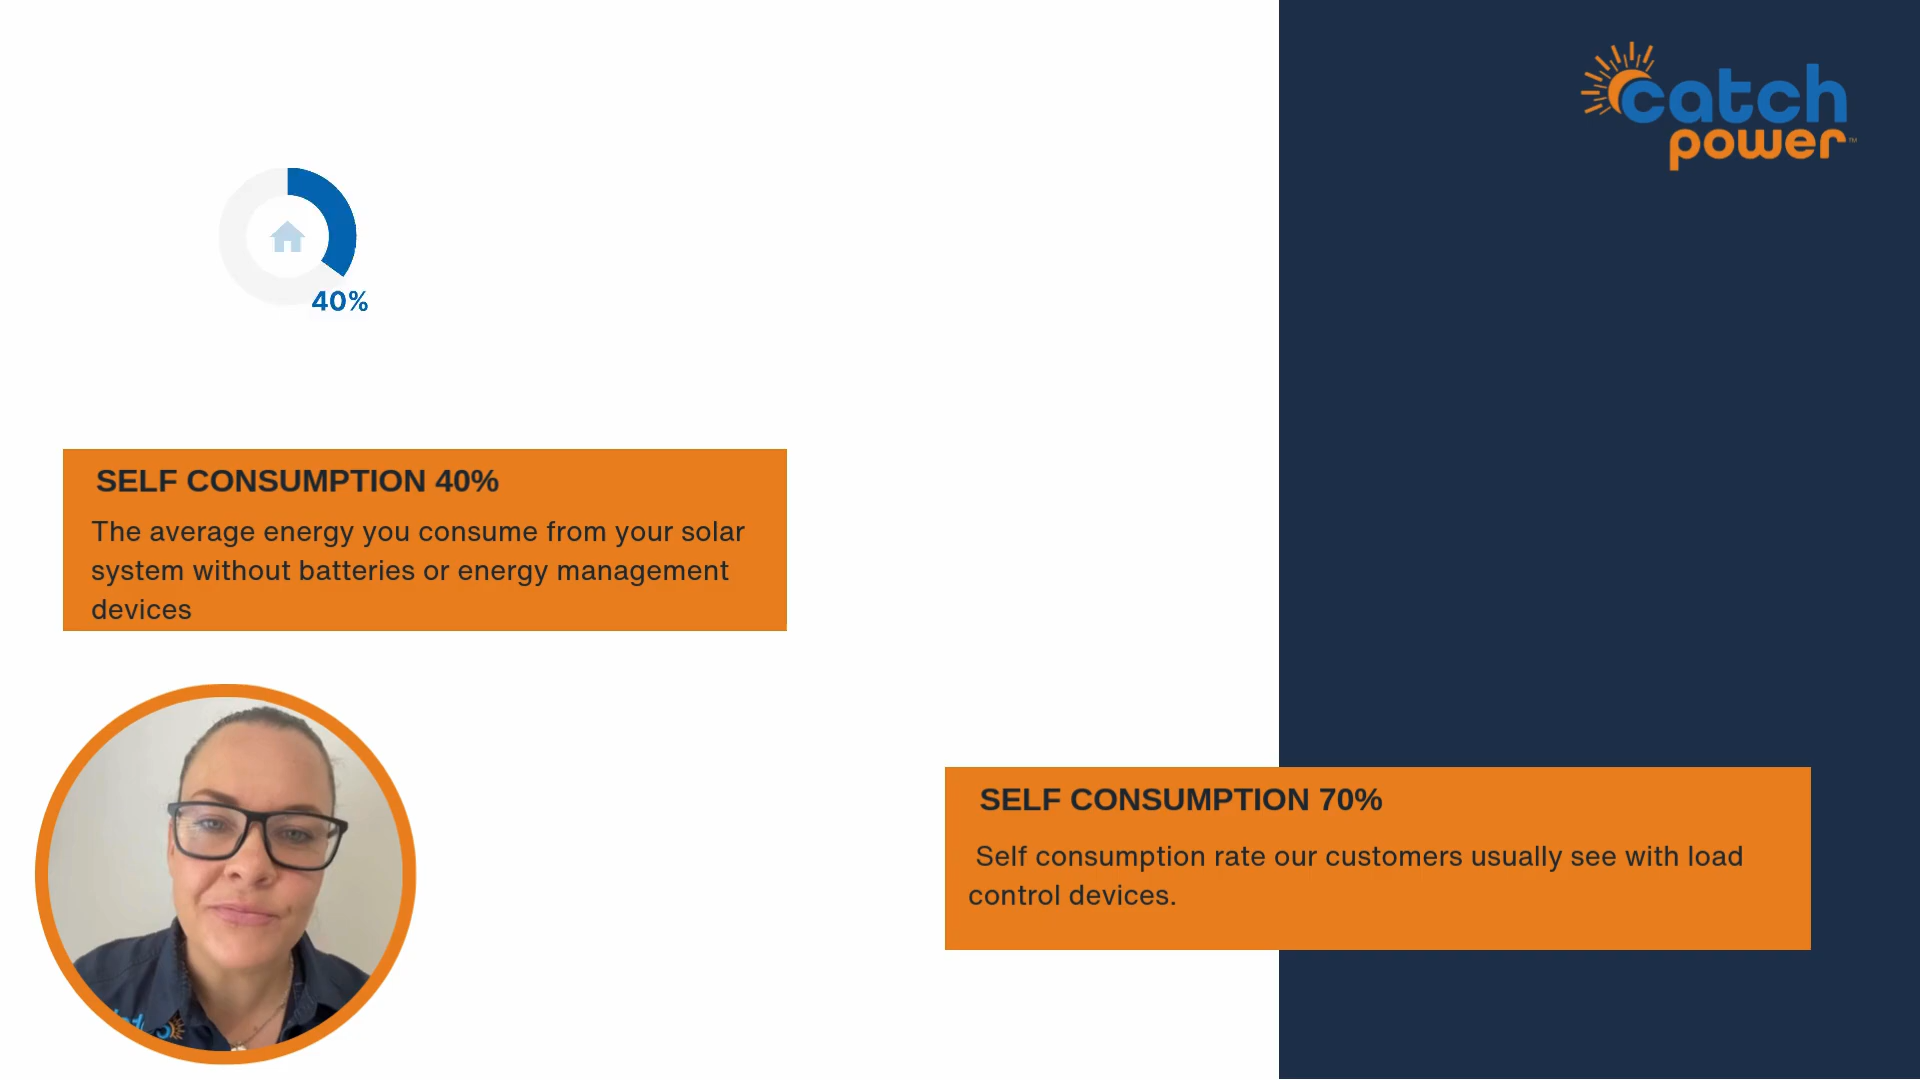 catch
power™
40%
SELF CONSUMPTION 40%
The average energy you consume from your solar
system without batteries or energy management
devices
SELF CONSUMPTION 70%
Self consumption rate our customers usually see with load
control devices.